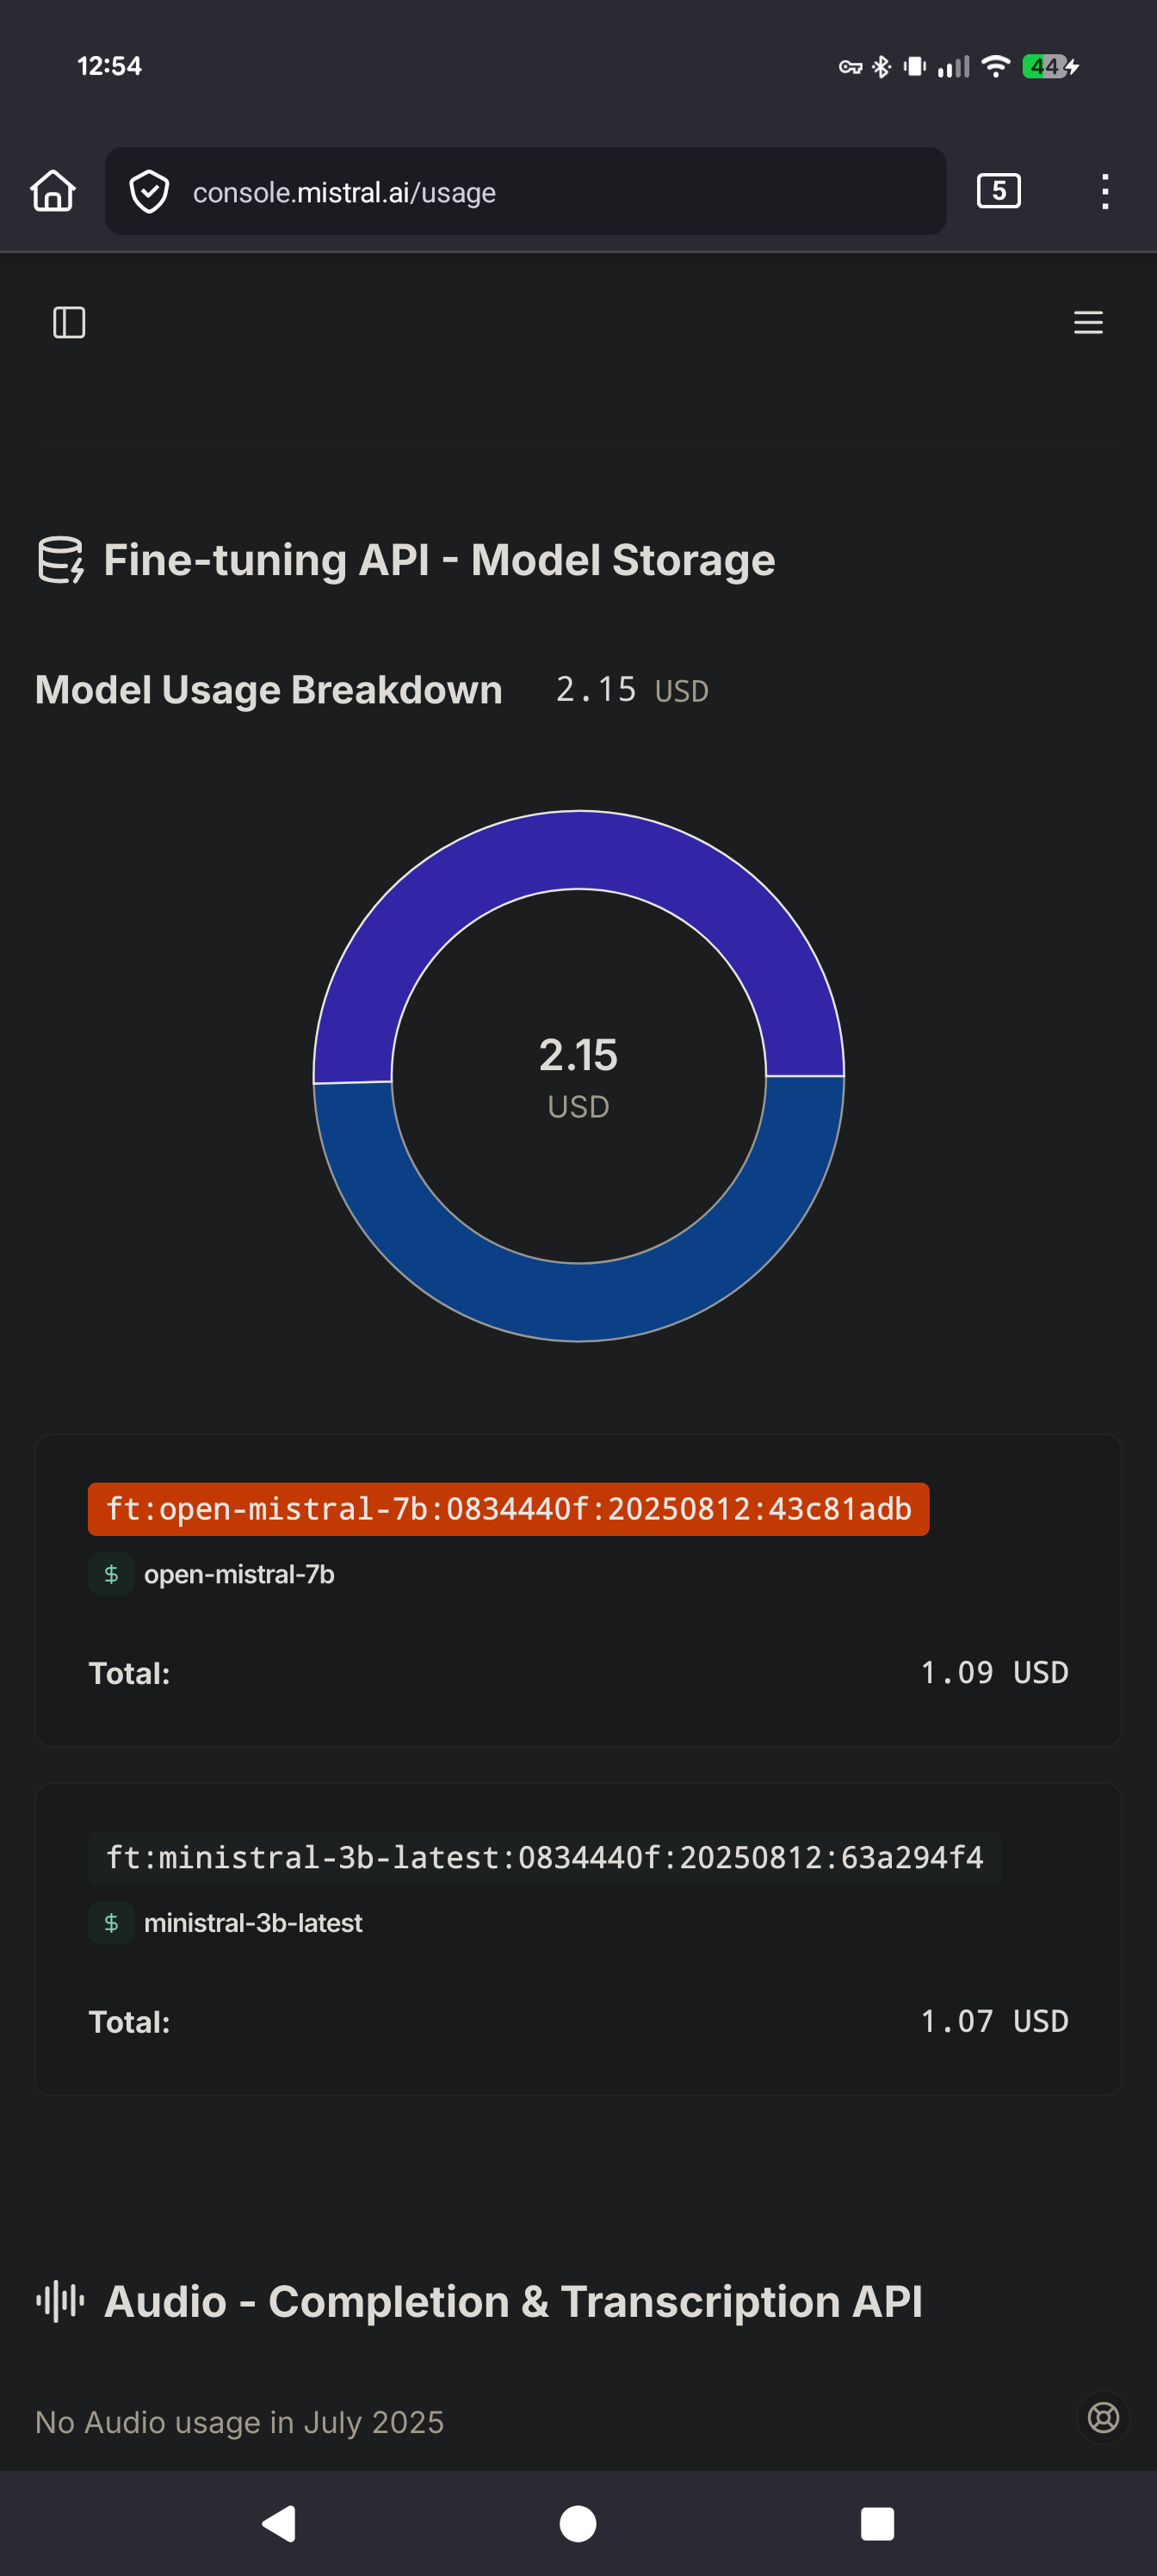 12:54
44
console.mistral.ai/usage
5
Fine-tuning API - Model Storage
Model Usage Breakdown 2.15 USD
2.15
USD
ft:open-mistral-7b:0834440f:20250812:43c81adb
$ open-mistral-7b
Total: 1.09 USD
ft:ministral-3b-latest:0834440f:20250812:63a294f4
$ ministral-3b-latest
Total: 1.07 USD
Audio - Completion & Transcription API
No Audio usage in July 2025